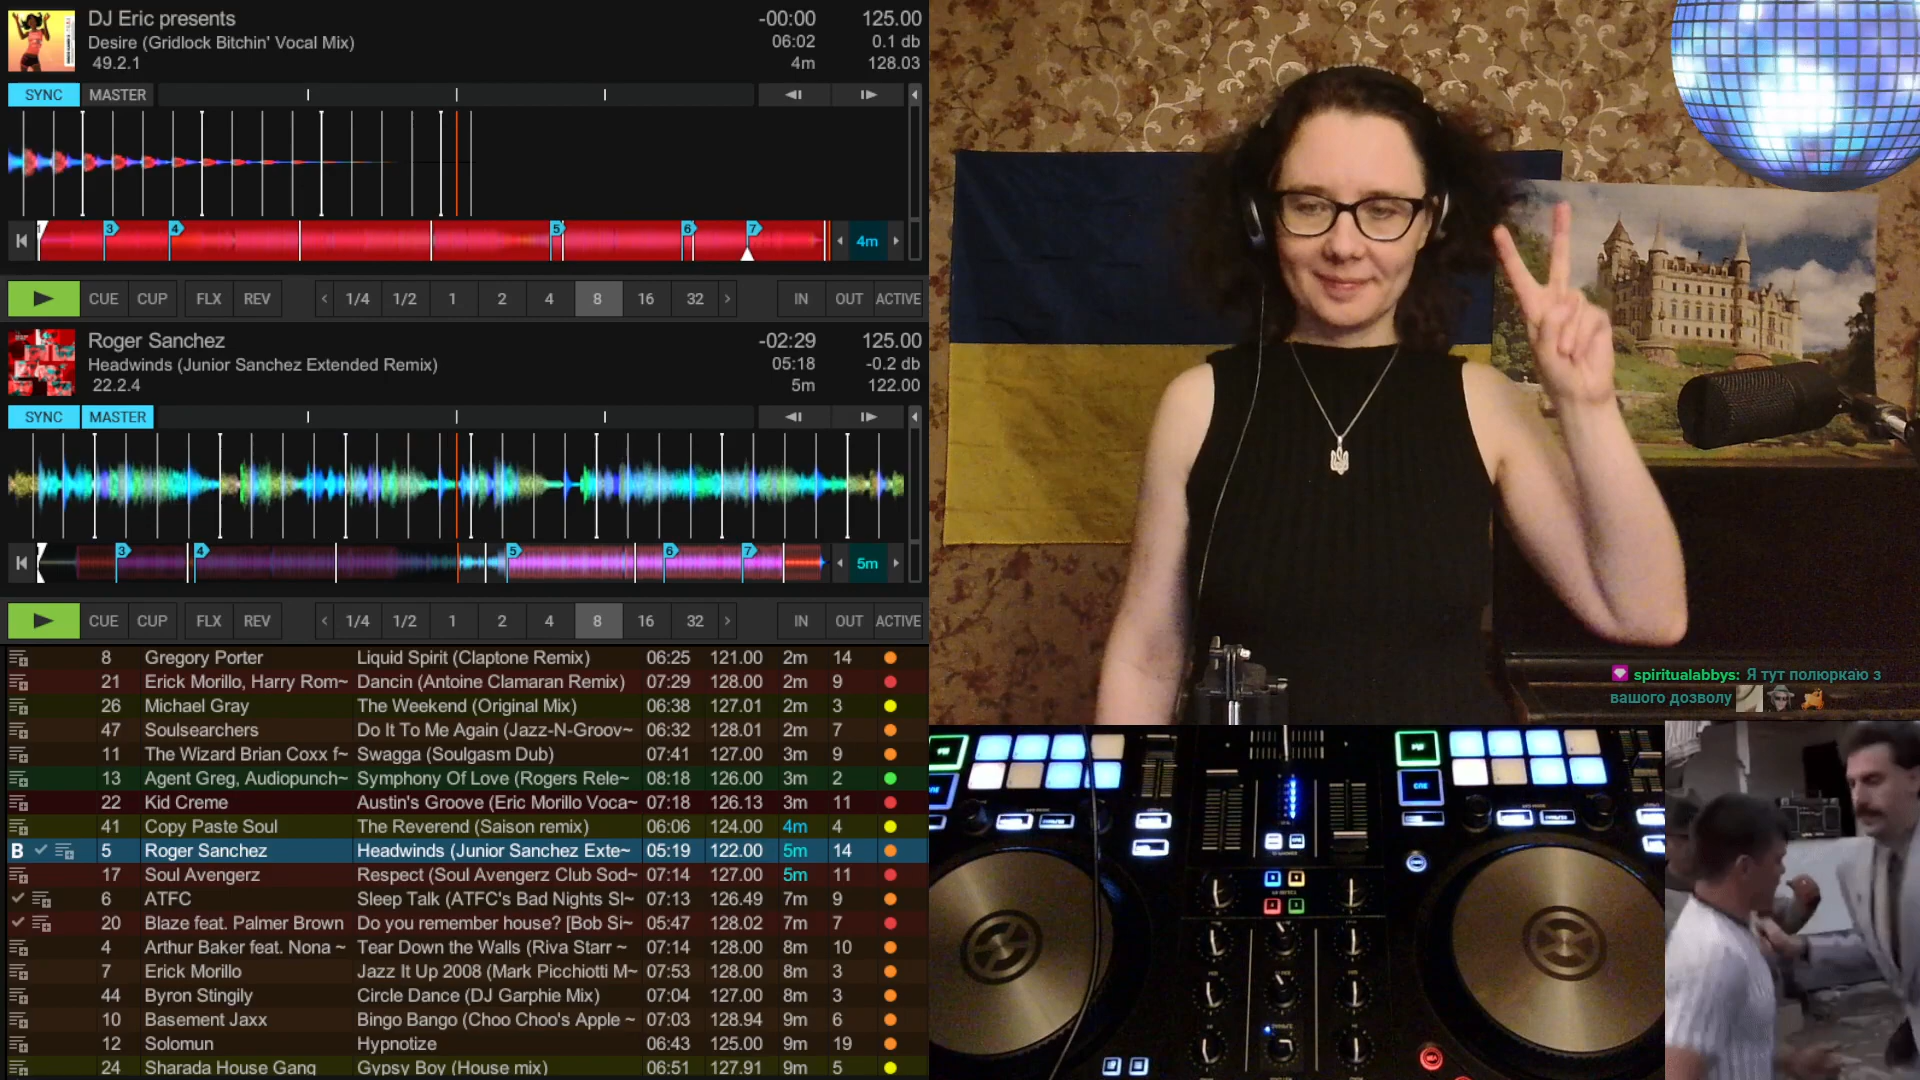 DJ Eric presents -00:00 125.00
Desire (Gridlock Bitchin' Vocal Mix) 06:02 0.1 db
49.2.1 4m 128.03
SYNC MASTER
3 4 5 6 7 4m
CUE CUP FLX REV 1/4 1/2 1 2 4 8 16 32 IN OUT ACTIVE
Roger Sanchez -02:29 125.00
Headwinds (Junior Sanchez Extended Remix) 05:18 -0.2 db
22.2.4 5m 122.00
SYNC MASTER
3 4 5 6 7 5m
CUE CUP FLX REV 1/4 1/2 1 2 4 8 16 32 IN OUT ACTIVE
8 Gregory Porter Liquid Spirit (Claptone Remix) 06:25 121.00 2m 14
21 Erick Morillo, Harry Rom~ Dancin (Antoine Clamaran Remix) 07:29 128.00 2m 9
26 Michael Gray The Weekend (Original Mix) 06:38 127.01 2m 3
47 Soulsearchers Do It To Me Again (Jazz-N-Groov~ 06:32 128.01 2m 7
11 The Wizard Brian Coxx f~ Swagga (Soulgasm Dub) 07:41 127.00 3m 9
13 Agent Greg, Audiopunch~ Symphony Of Love (Rogers Rele~ 08:18 126.00 3m 2
22 Kid Creme Austin's Groove (Eric Morillo Voca~ 07:18 126.13 3m 11
41 Copy Paste Soul The Reverend (Saison remix) 06:06 124.00 4m 4
B 5 Roger Sanchez Headwinds (Junior Sanchez Exte~ 05:19 122.00 5m 14
17 Soul Avengerz Respect (Soul Avengerz Club Sod~ 07:14 127.00 5m 11
6 ATFC Sleep Talk (ATFC's Bad Nights Sl~ 07:13 126.49 7m 9
20 Blaze feat. Palmer Brown Do you remember house? [Bob Si~ 05:47 128.02 7m 7
4 Arthur Baker feat. Nona ~ Tear Down the Walls (Riva Starr ~ 07:14 128.00 8m 10
7 Erick Morillo Jazz It Up 2008 (Mark Picchiotti M~ 07:53 128.00 8m 3
44 Byron Stingily Circle Dance (DJ Garphie Mix) 07:04 127.00 8m 3
10 Basement Jaxx Bingo Bango (Choo Choo's Apple ~ 07:03 128.94 9m 6
12 Solomun Hypnotize 06:43 125.00 9m 19
24 Sharada House Gang Gypsy Boy (House mix) 06:51 127.91 9m 5
spiritualabbys: Я тут полюркаю з
вашого дозволу